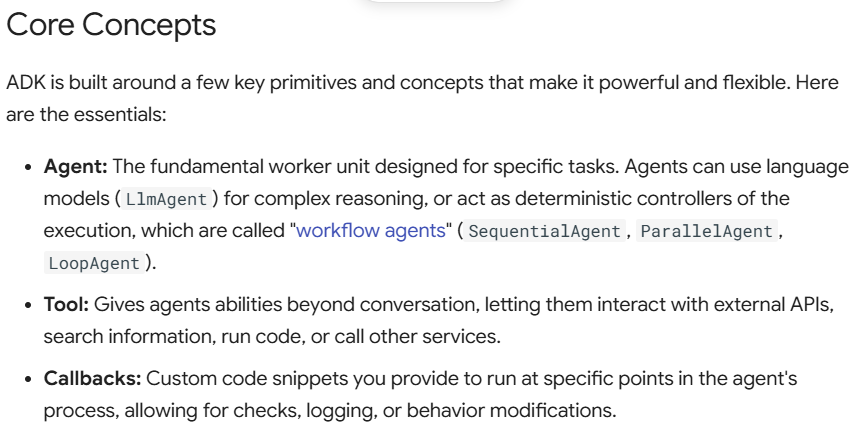 Core Concepts
ADK is built around a few key primitives and concepts that make it powerful and flexible. Here
are the essentials:
• Agent: The fundamental worker unit designed for specific tasks. Agents can use language
models (LlmAgent) for complex reasoning, or act as deterministic controllers of the
execution, which are called "workflow agents" (SequentialAgent, ParallelAgent,
LoopAgent).
• Tool: Gives agents abilities beyond conversation, letting them interact with external APIs,
search information, run code, or call other services.
• Callbacks: Custom code snippets you provide to run at specific points in the agent's
process, allowing for checks, logging, or behavior modifications.